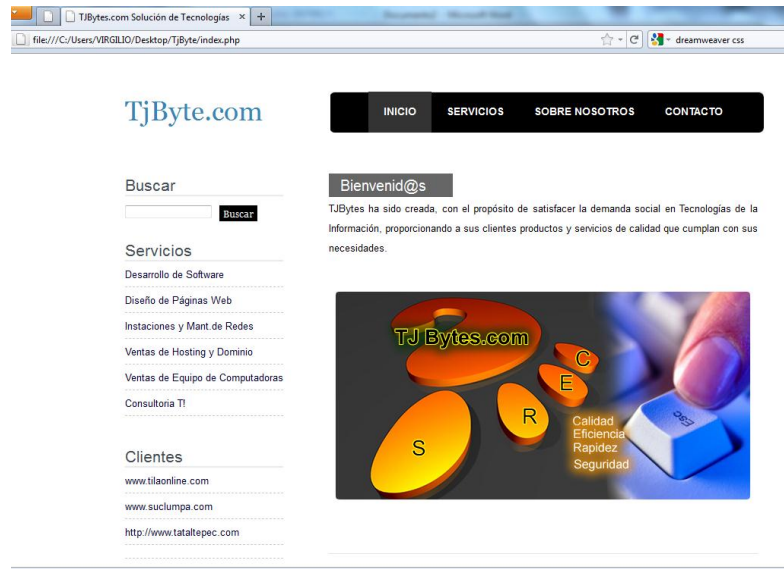 TJBytes.com Solución de Tecnologías × +
file:///C:/Users/VIRGILIO/Desktop/TjByte/index.php
dreamweaver css
TjByte.com
INICIO SERVICIOS SOBRE NOSOTROS CONTACTO
Buscar
Buscar
Servicios
Desarrollo de Software
Diseño de Páginas Web
Instaciones y Mant.de Redes
Ventas de Hosting y Dominio
Ventas de Equipo de Computadoras
Consultoria T!
Clientes
www.tilaonline.com
www.suclumpa.com
http://www.tataltepec.com
Bienvenid@s
TJBytes ha sido creada, con el propósito de satisfacer la demanda social en Tecnologías de la
Información, proporcionando a sus clientes productos y servicios de calidad que cumplan con sus
necesidades.
TJ Bytes.com
C
E
R
S
Calidad
Eficiencia
Rapidez
Seguridad
Esc